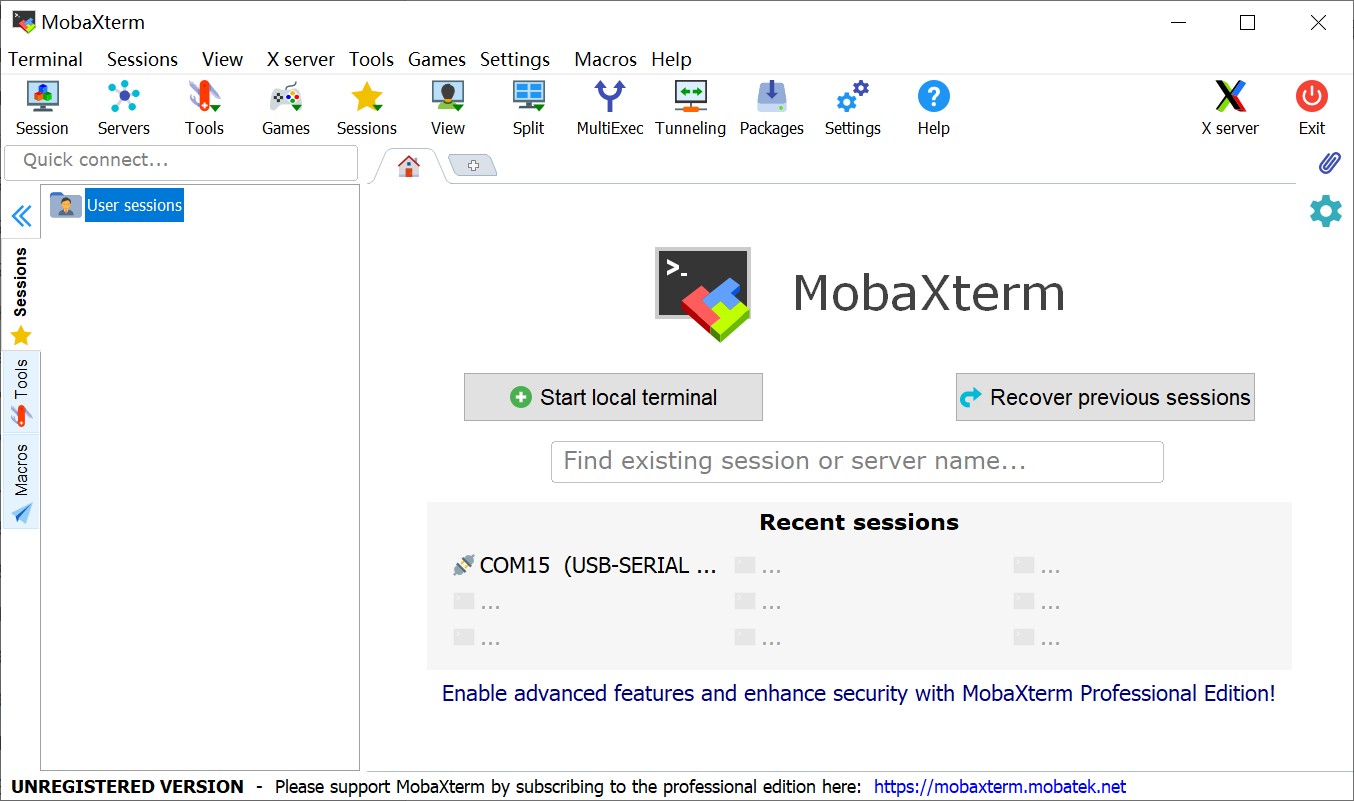 MobaXterm
Terminal Sessions View X server Tools Games Settings Macros Help
Session Servers Tools Games Sessions View Split MultiExec Tunneling Packages Settings Help X server Exit
Quick connect...
User sessions
Sessions
Tools
Macros
>_
MobaXterm
Start local terminal Recover previous sessions
Find existing session or server name...
Recent sessions
COM15 (USB-SERIAL ... ... ...
... ... ...
... ... ...
Enable advanced features and enhance security with MobaXterm Professional Edition!
UNREGISTERED VERSION - Please support MobaXterm by subscribing to the professional edition here: https://mobaxterm.mobatek.net